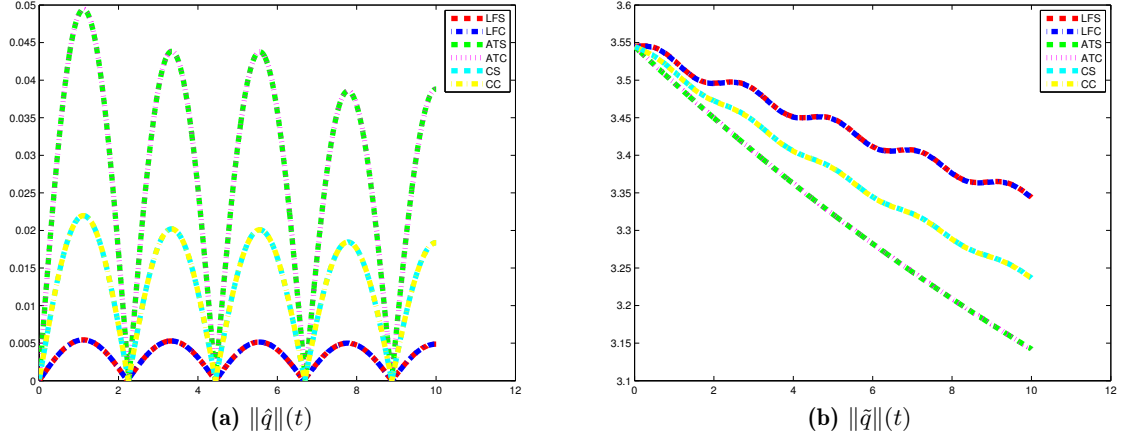 0.05
0.045
0.04
0.035
0.03
0.025
0.02
0.015
0.01
0.005
0
0 2 4 6 8 10 12
LFS
LFC
ATS
ATC
CS
CC
(a) ‖q̂‖(t)
3.6
3.55
3.5
3.45
3.4
3.35
3.3
3.25
3.2
3.15
3.1
0 2 4 6 8 10 12
LFS
LFC
ATS
ATC
CS
CC
(b) ‖q̃‖(t)